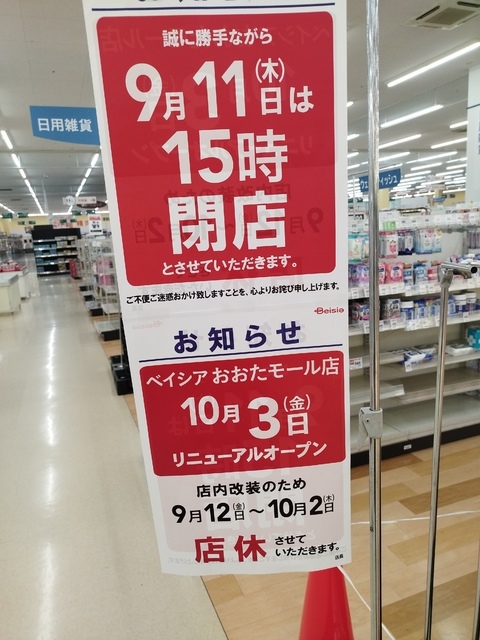 誠に勝手ながら
9月11日(木)は
15時
閉店
とさせていただきます。
ご不便ご迷惑おかけ致しますことを、心よりお詫び申し上げます。
Beisia
お知らせ
ベイシア おおたモール店
10月3日(金)
リニューアルオープン
店内改装のため
9月12日(金)～10月2日(木)
店休させていただきます。
店長
日用雑貨